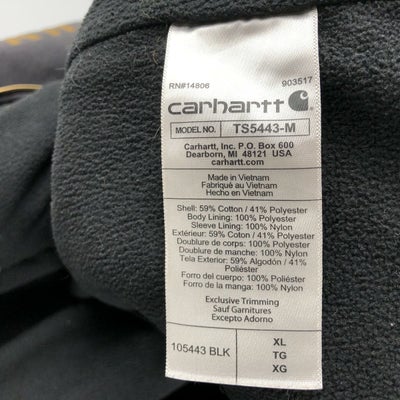 RN#14806 903517
carhartt
MODEL NO. TS5443-M
Carhartt, Inc. P.O. Box 600
Dearborn, MI 48121 USA
carhartt.com
Made in Vietnam
Fabriqué au Vietnam
Hecho en Vietnam
Shell: 59% Cotton / 41% Polyester
Body Lining: 100% Polyester
Sleeve Lining: 100% Nylon
Extérieur: 59% Coton / 41% Polyester
Doublure de corps: 100% Polyester
Doublure de manche: 100% Nylon
Tela Exterior: 59% Algodón / 41%
Poliéster
Forro del cuerpo: 100% Poliéster
Forro de la manga: 100% Nylon
Exclusive Trimming
Sauf Garnitures
Excepto Adorno
105443 BLK
XL
TG
XG